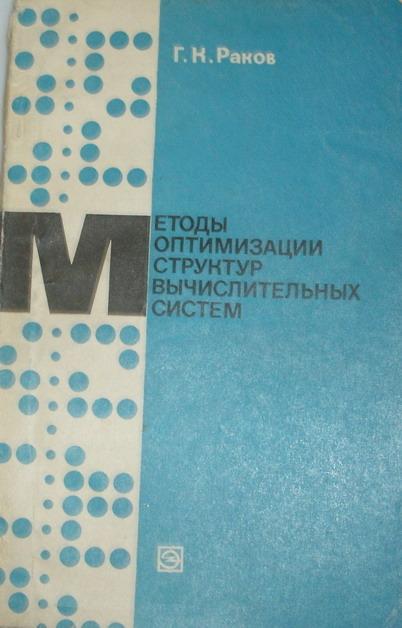 Г. К. Раков
МЕТОДЫ
ОПТИМИЗАЦИИ
СТРУКТУР
ВЫЧИСЛИТЕЛЬНЫХ
СИСТЕМ